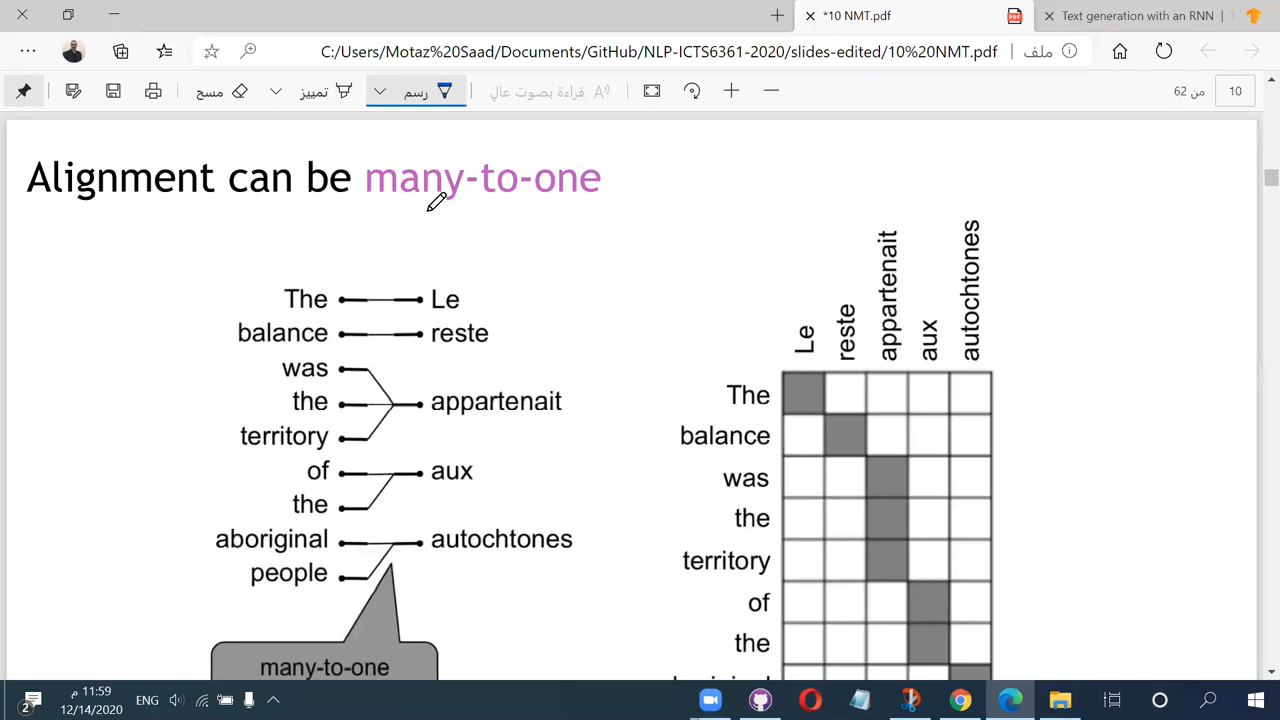 *10 NMT.pdf
Text generation with an RNN
C:/Users/Motaz%20Saad/Documents/GitHub/NLP-ICTS6361-2020/slides-edited/10%20NMT.pdf
ملف
مسح
تمييز
رسم
قراءة بصوت عالٍ
من 62
10
Alignment can be many-to-one
The Le
balance reste
was
the appartenait
territory
of aux
the
aboriginal autochtones
people
many-to-one
Le reste appartenait aux autochtones
The
balance
was
the
territory
of
the
2
11:59 م
12/14/2020
ENG